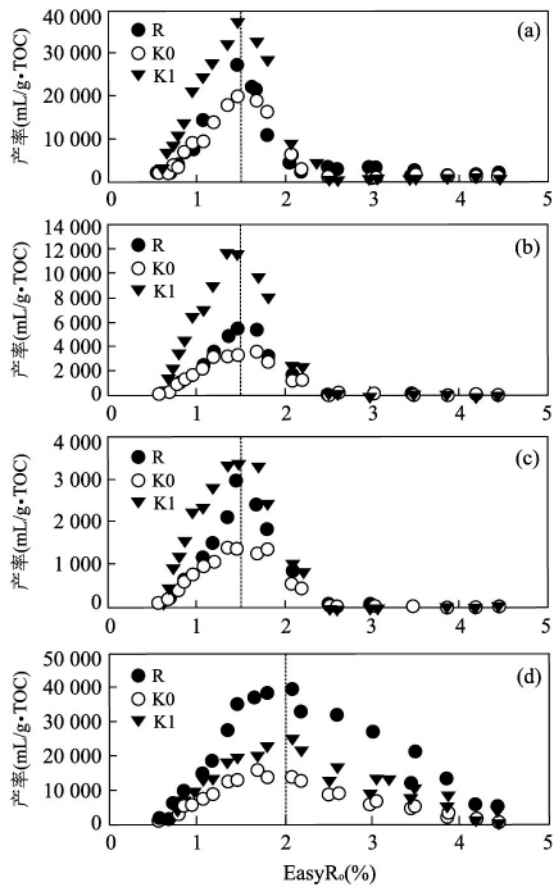 40 000
30 000
20 000
10 000
0
产率(mL/g•TOC)
R
K0
K1
(a)
0 1 2 3 4 5
14 000
12 000
10 000
8 000
6 000
4 000
2 000
0
产率(mL/g•TOC)
R
K0
K1
(b)
0 1 2 3 4 5
4 000
3 000
2 000
1 000
0
产率(mL/g•TOC)
R
K0
K1
(c)
0 1 2 3 4 5
50 000
40 000
30 000
20 000
10 000
0
产率(mL/g•TOC)
R
K0
K1
(d)
0 1 2 3 4 5
EasyRₒ(%)